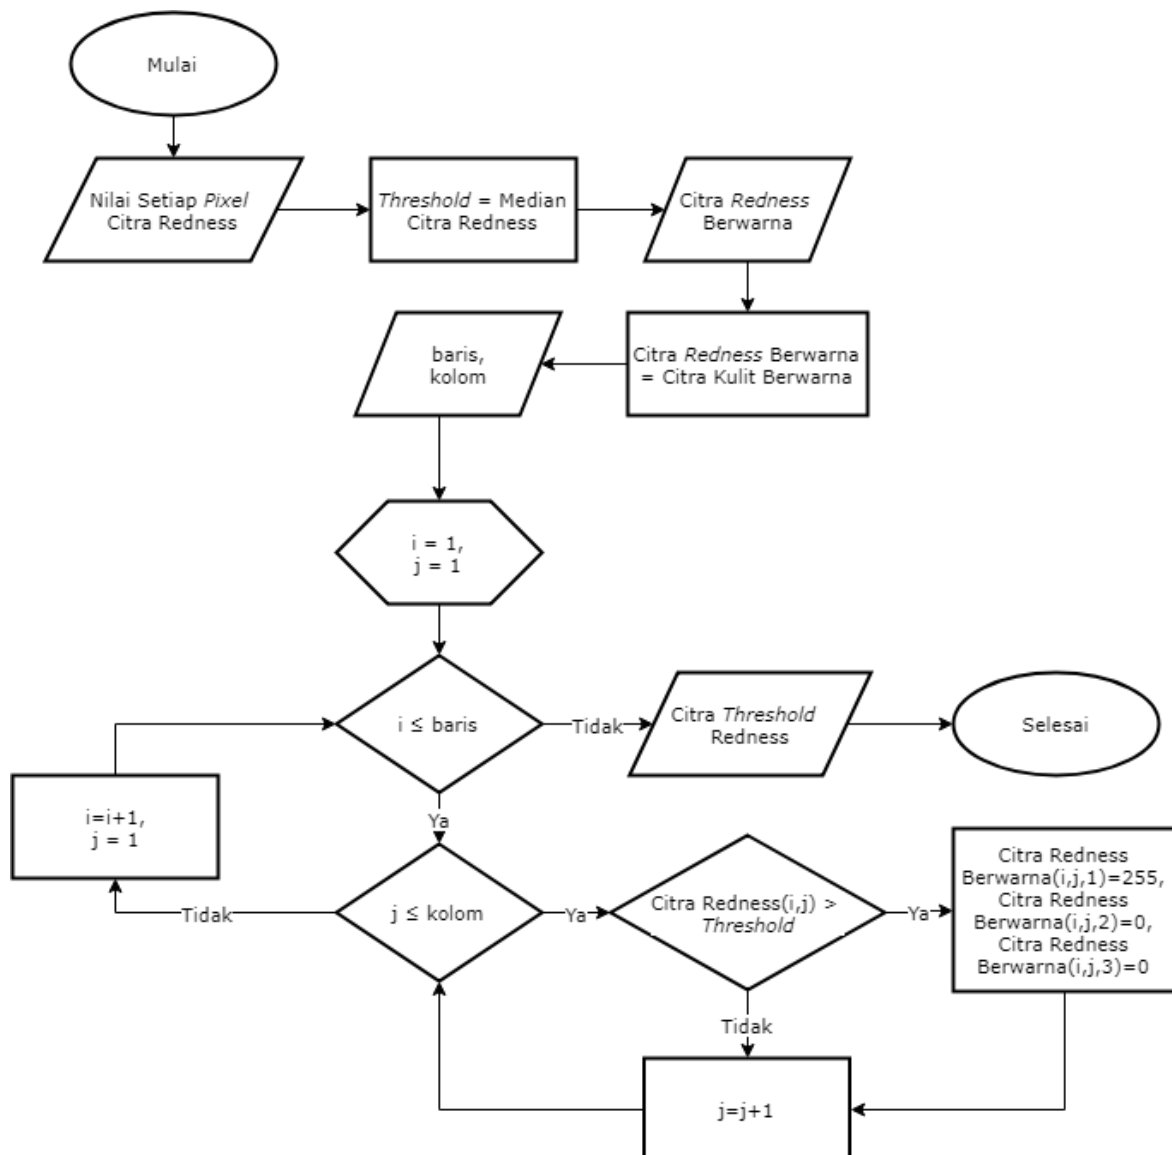 Mulai
Nilai Setiap Pixel
Citra Redness
Threshold = Median
Citra Redness
Citra Redness
Berwarna
Citra Redness Berwarna
= Citra Kulit Berwarna
baris,
kolom
i = 1,
j = 1
i ≤ baris
Tidak
Citra Threshold
Redness
Selesai
Ya
i=i+1,
j = 1
Tidak
j ≤ kolom
Ya
Citra Redness(i,j) >
Threshold
Ya
Citra Redness
Berwarna(i,j,1)=255,
Citra Redness
Berwarna(i,j,2)=0,
Citra Redness
Berwarna(i,j,3)=0
Tidak
j=j+1